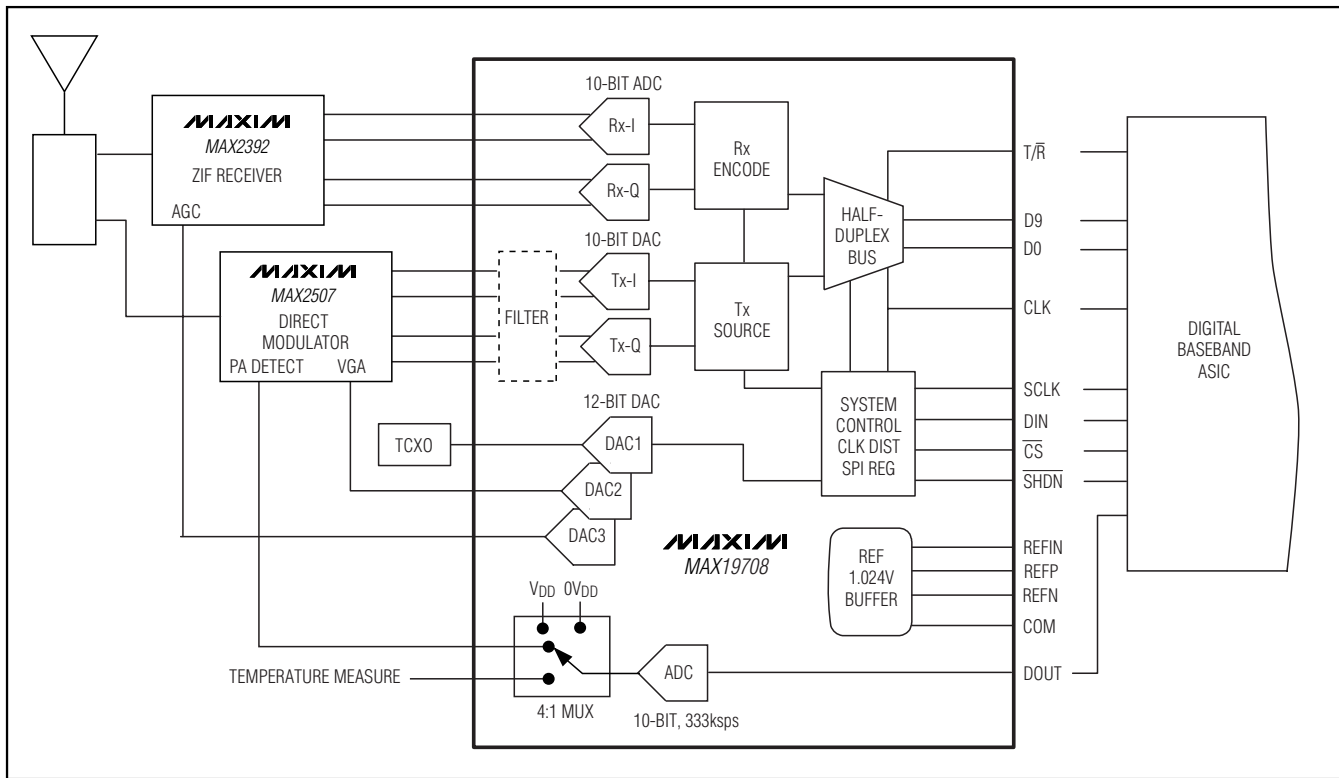 MAXIM
MAX2392
ZIF RECEIVER
AGC
MAXIM
MAX2507
DIRECT
MODULATOR
PA DETECT VGA
FILTER
10-BIT ADC
Rx-I
Rx-Q
10-BIT DAC
Tx-I
Tx-Q
Rx
ENCODE
Tx
SOURCE
HALF-
DUPLEX
BUS
12-BIT DAC
TCXO
DAC1
DAC2
DAC3
SYSTEM
CONTROL
CLK DIST
SPI REG
MAXIM
MAX19708
REF
1.024V
BUFFER
VDD 0VDD
TEMPERATURE MEASURE
4:1 MUX
ADC
10-BIT, 333ksps
T/R̅
D9
D0
CLK
SCLK
DIN
C̅S̅
S̅H̅D̅N̅
REFIN
REFP
REFN
COM
DOUT
DIGITAL
BASEBAND
ASIC